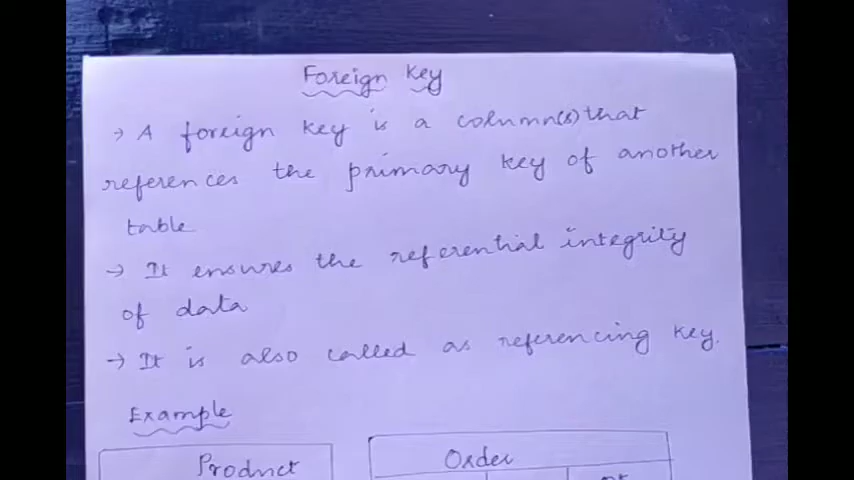 Foreign Key
→ A foreign key is a column(s) that
references the primary key of another
table
→ It ensures the referential integrity
of data
→ It is also called as referencing key.
Example
Product
Order